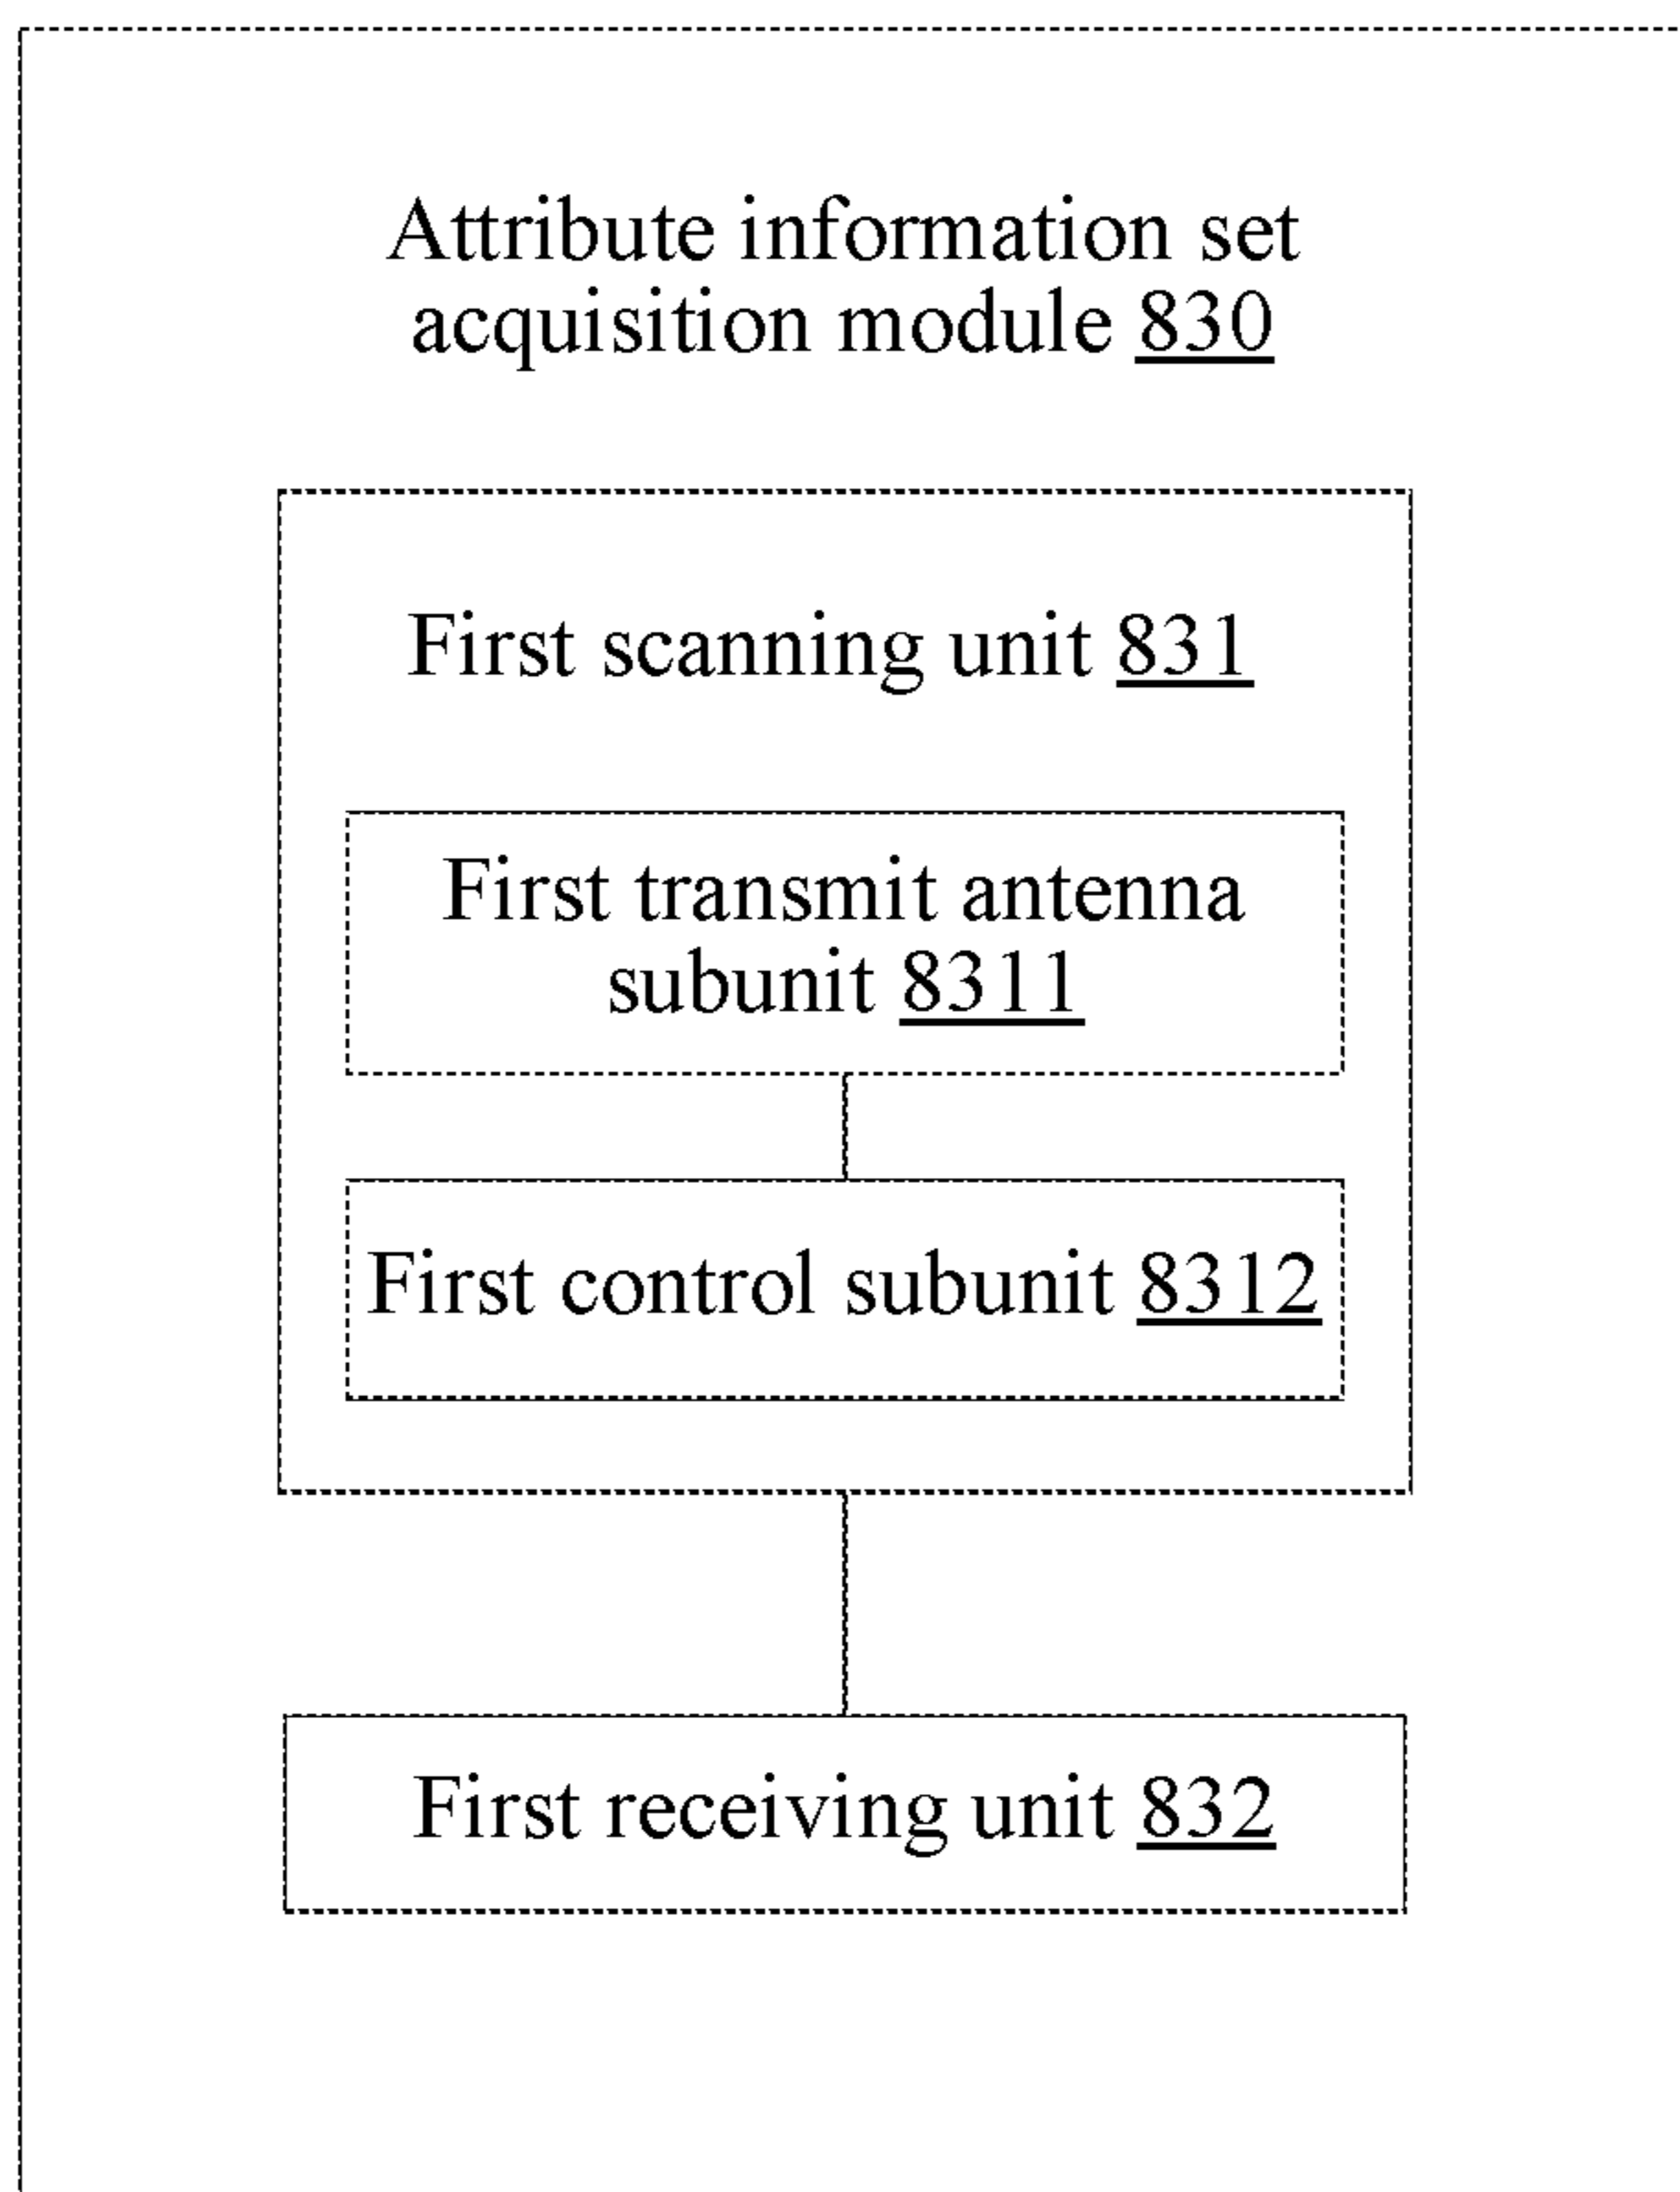 Attribute information set
acquisition module 830
First scanning unit 831
First transmit antenna
subunit 8311
First control subunit 8312
First receiving unit 832